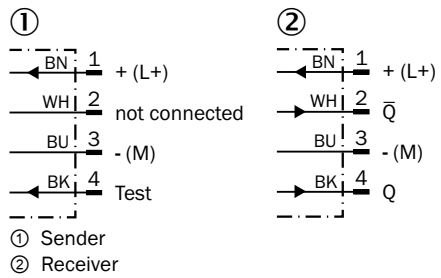 ① ②
BN 1 + (L+)
WH 2 not connected
BU 3 - (M)
BK 4 Test
BN 1 + (L+)
WH 2 Q̅
BU 3 - (M)
BK 4 Q
① Sender
② Receiver